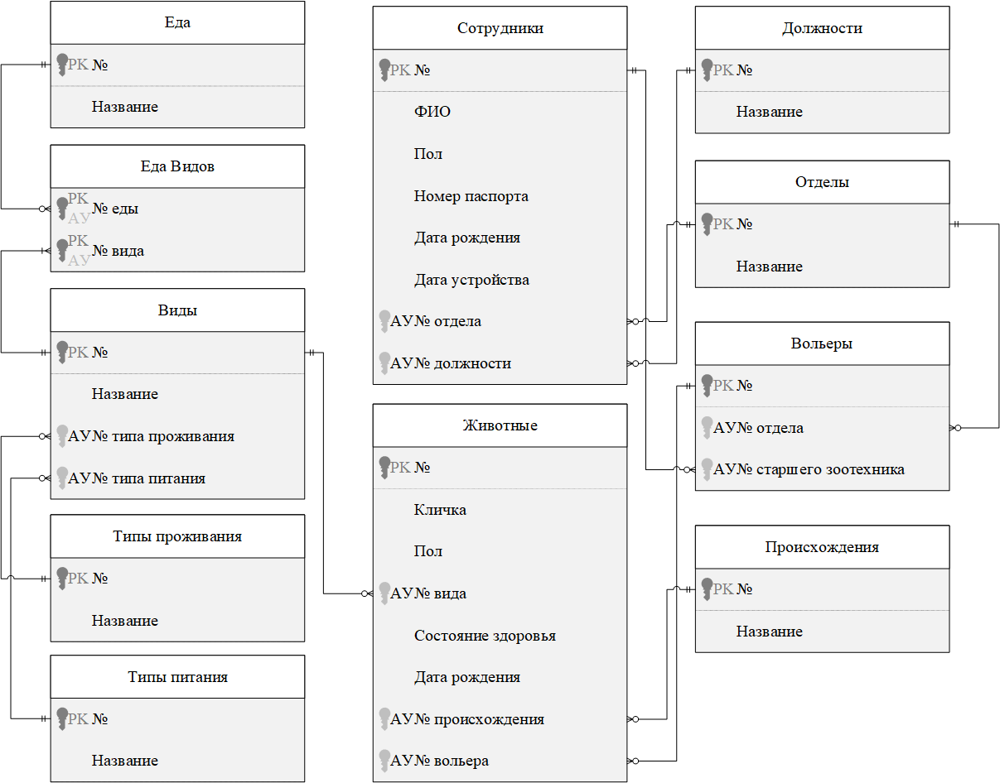 Еда
PK №
Название
Еда Видов
PK
АУ
№ еды
PK
АУ
№ вида
Виды
PK №
Название
АУ№ типа проживания
АУ№ типа питания
Типы проживания
PK №
Название
Типы питания
PK №
Название
Сотрудники
PK №
ФИО
Пол
Номер паспорта
Дата рождения
Дата устройства
АУ№ отдела
АУ№ должности
Животные
PK №
Кличка
Пол
АУ№ вида
Состояние здоровья
Дата рождения
АУ№ происхождения
АУ№ вольера
Должности
PK №
Название
Отделы
PK №
Название
Вольеры
PK №
АУ№ отдела
АУ№ старшего зоотехника
Происхождения
PK №
Название